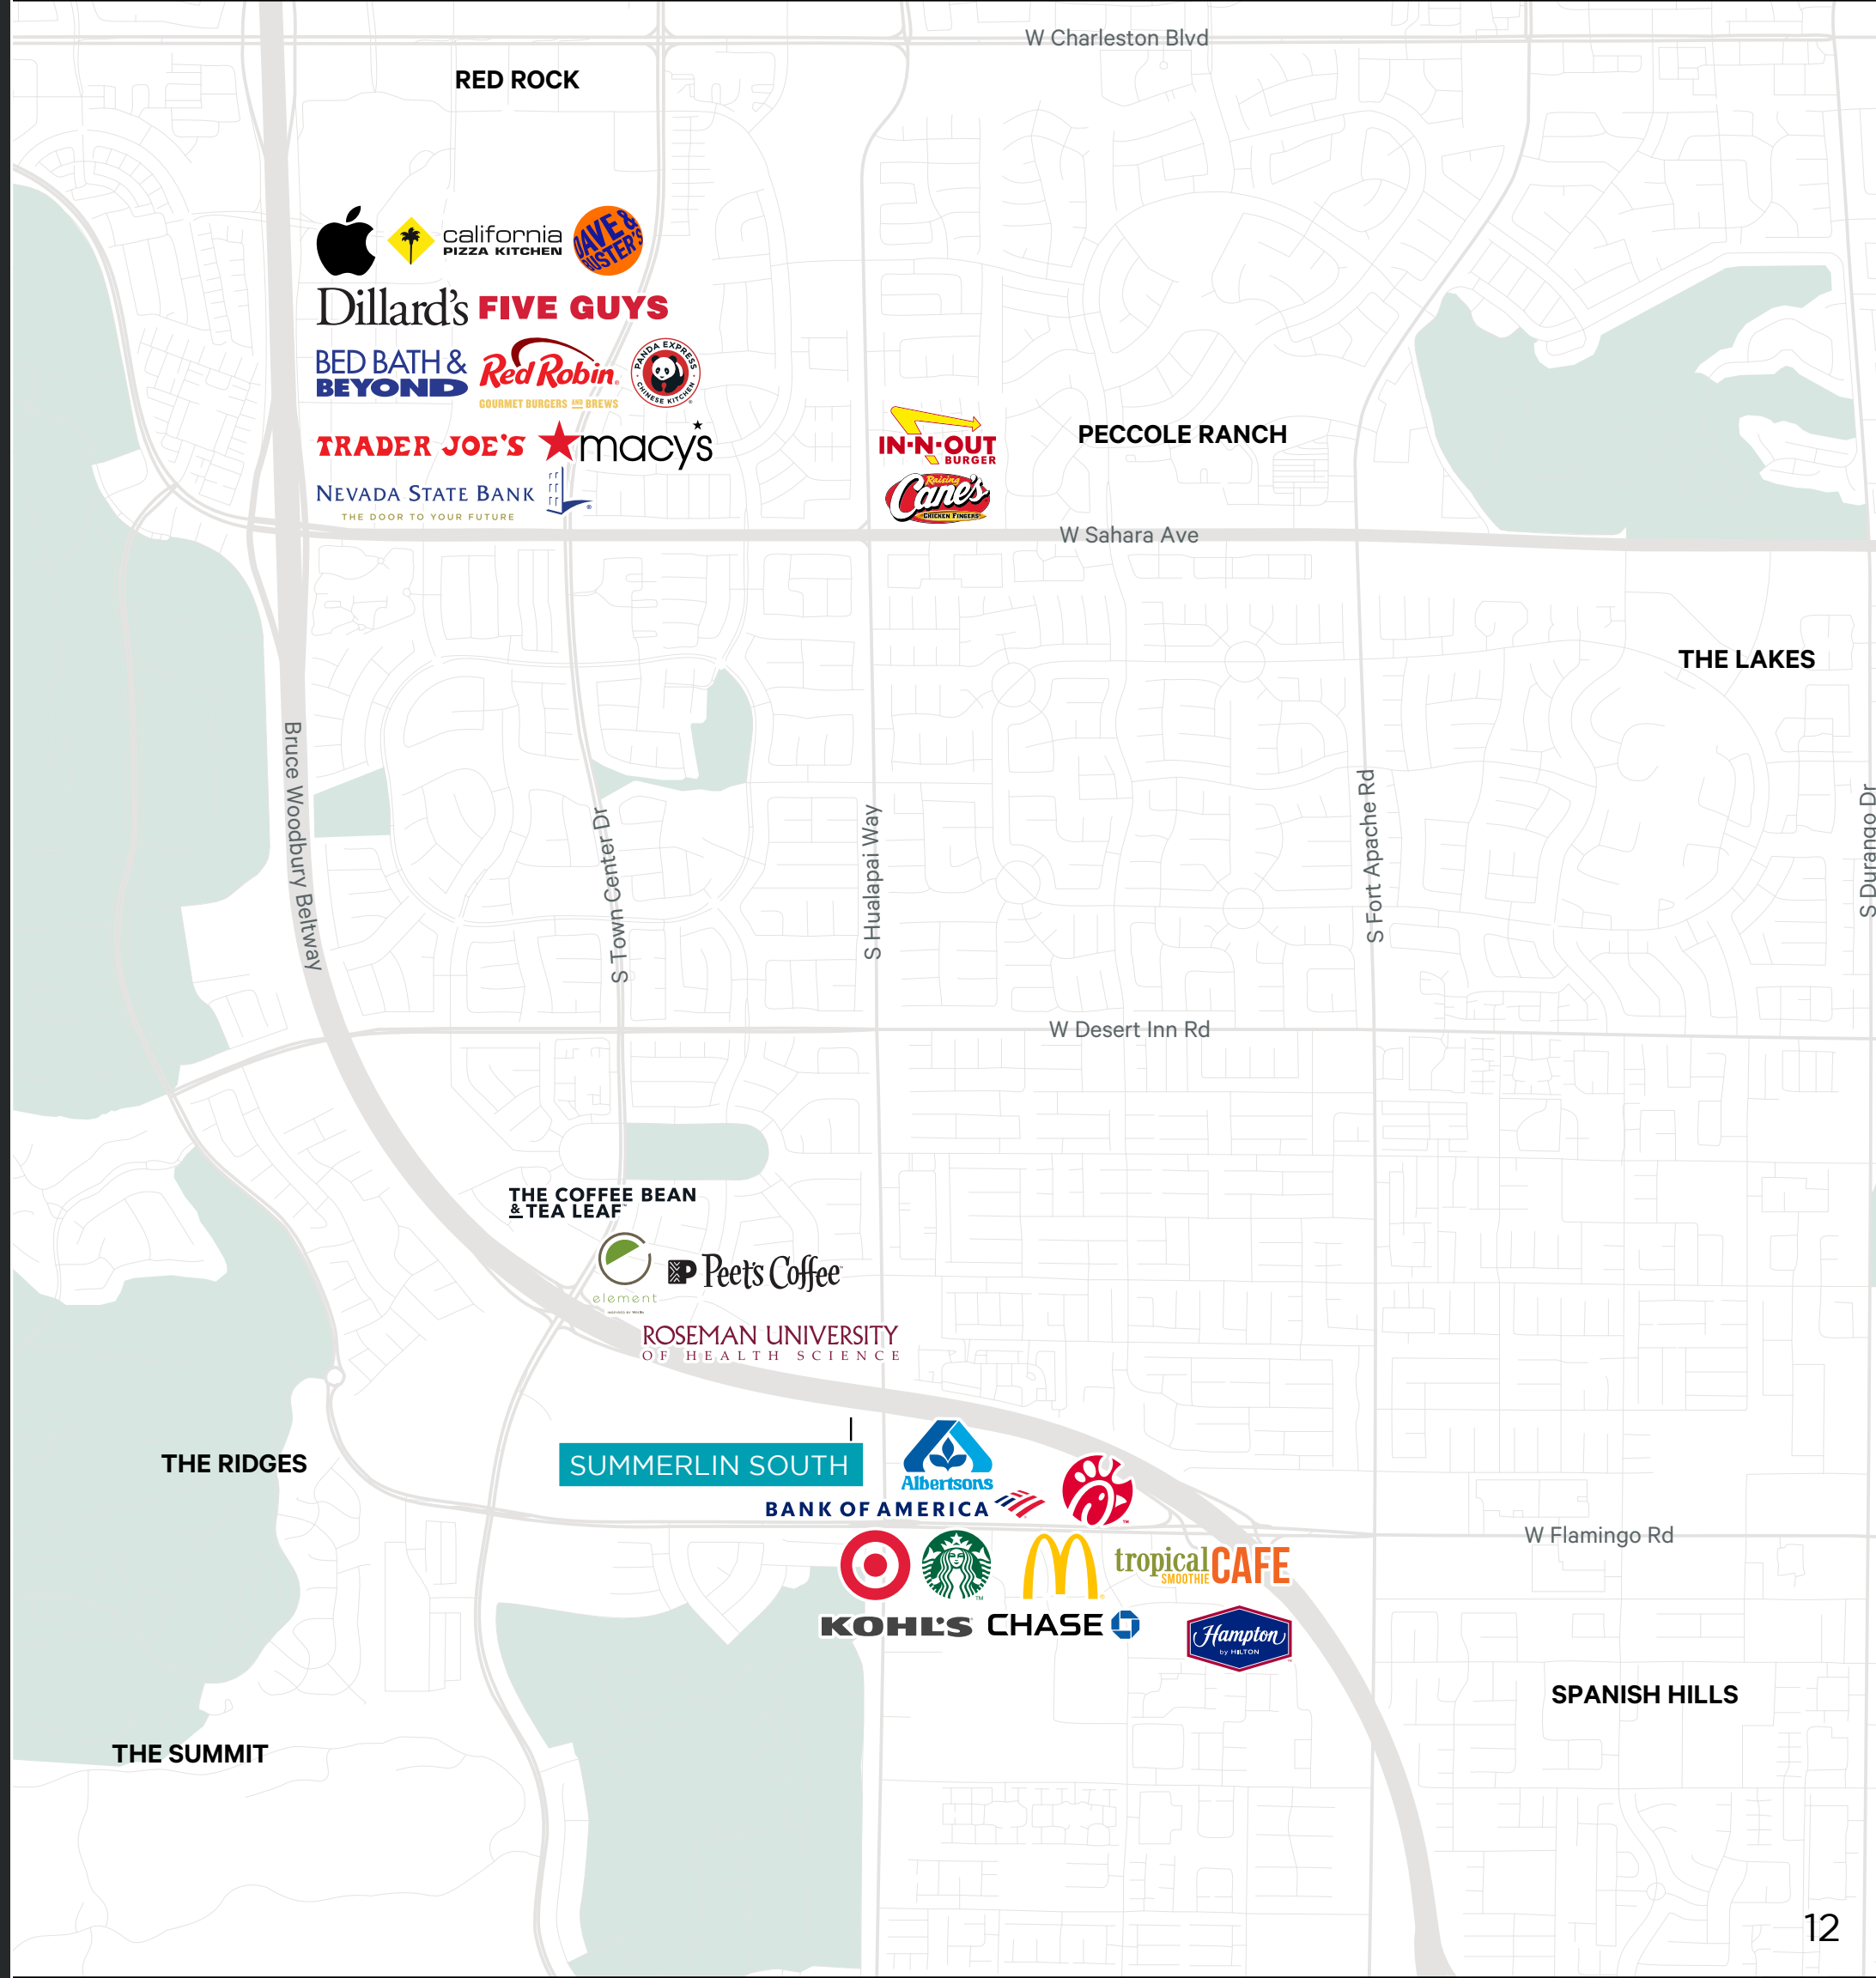 W Charleston Blvd
RED ROCK
california
PIZZA KITCHEN
DAVE &
BUSTER'S
Dillard's
FIVE GUYS
BED BATH &
BEYOND
Red Robin
GOURMET BURGERS AND BREWS
PANDA EXPRESS
CHINESE KITCHEN
TRADER JOE'S
macy's
NEVADA STATE BANK
THE DOOR TO YOUR FUTURE
IN-N-OUT
BURGER
Raising
Cane's
CHICKEN FINGERS
PECCOLE RANCH
W Sahara Ave
THE LAKES
Bruce Woodbury Beltway
S Town Center Dr
S Hualapai Way
S Fort Apache Rd
S Durango Dr
W Desert Inn Rd
THE COFFEE BEAN
& TEA LEAF™
element
Peet's Coffee
ROSEMAN UNIVERSITY
OF HEALTH SCIENCE
THE RIDGES
SUMMERLIN SOUTH
Albertsons
BANK OF AMERICA
W Flamingo Rd
tropical
SMOOTHIE
CAFE
KOHL'S
CHASE
Hampton
by HILTON
SPANISH HILLS
THE SUMMIT
12